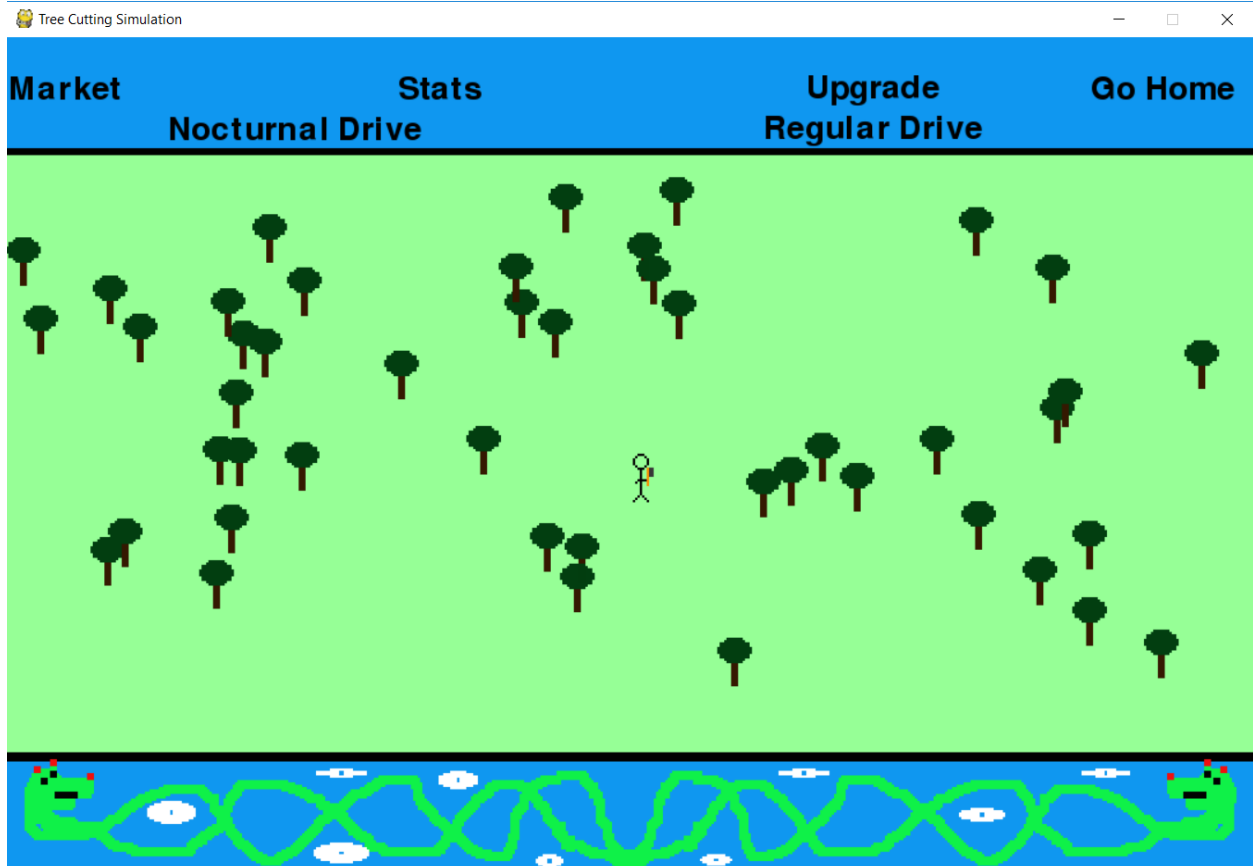 Tree Cutting Simulation
Market Stats Upgrade Go Home
Nocturnal Drive Regular Drive